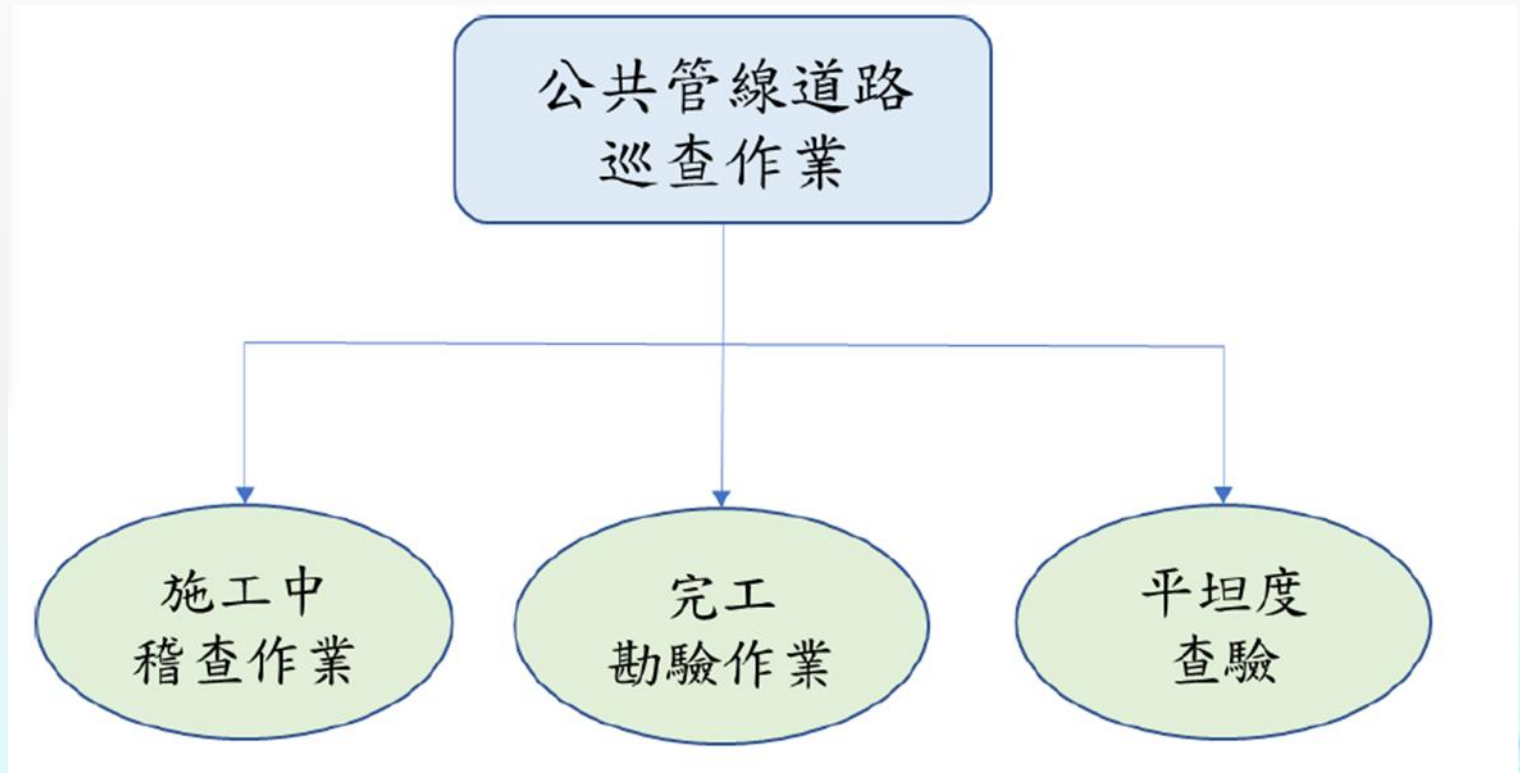 公共管線道路
巡查作業
施工中
稽查作業
完工
勘驗作業
平坦度
查驗